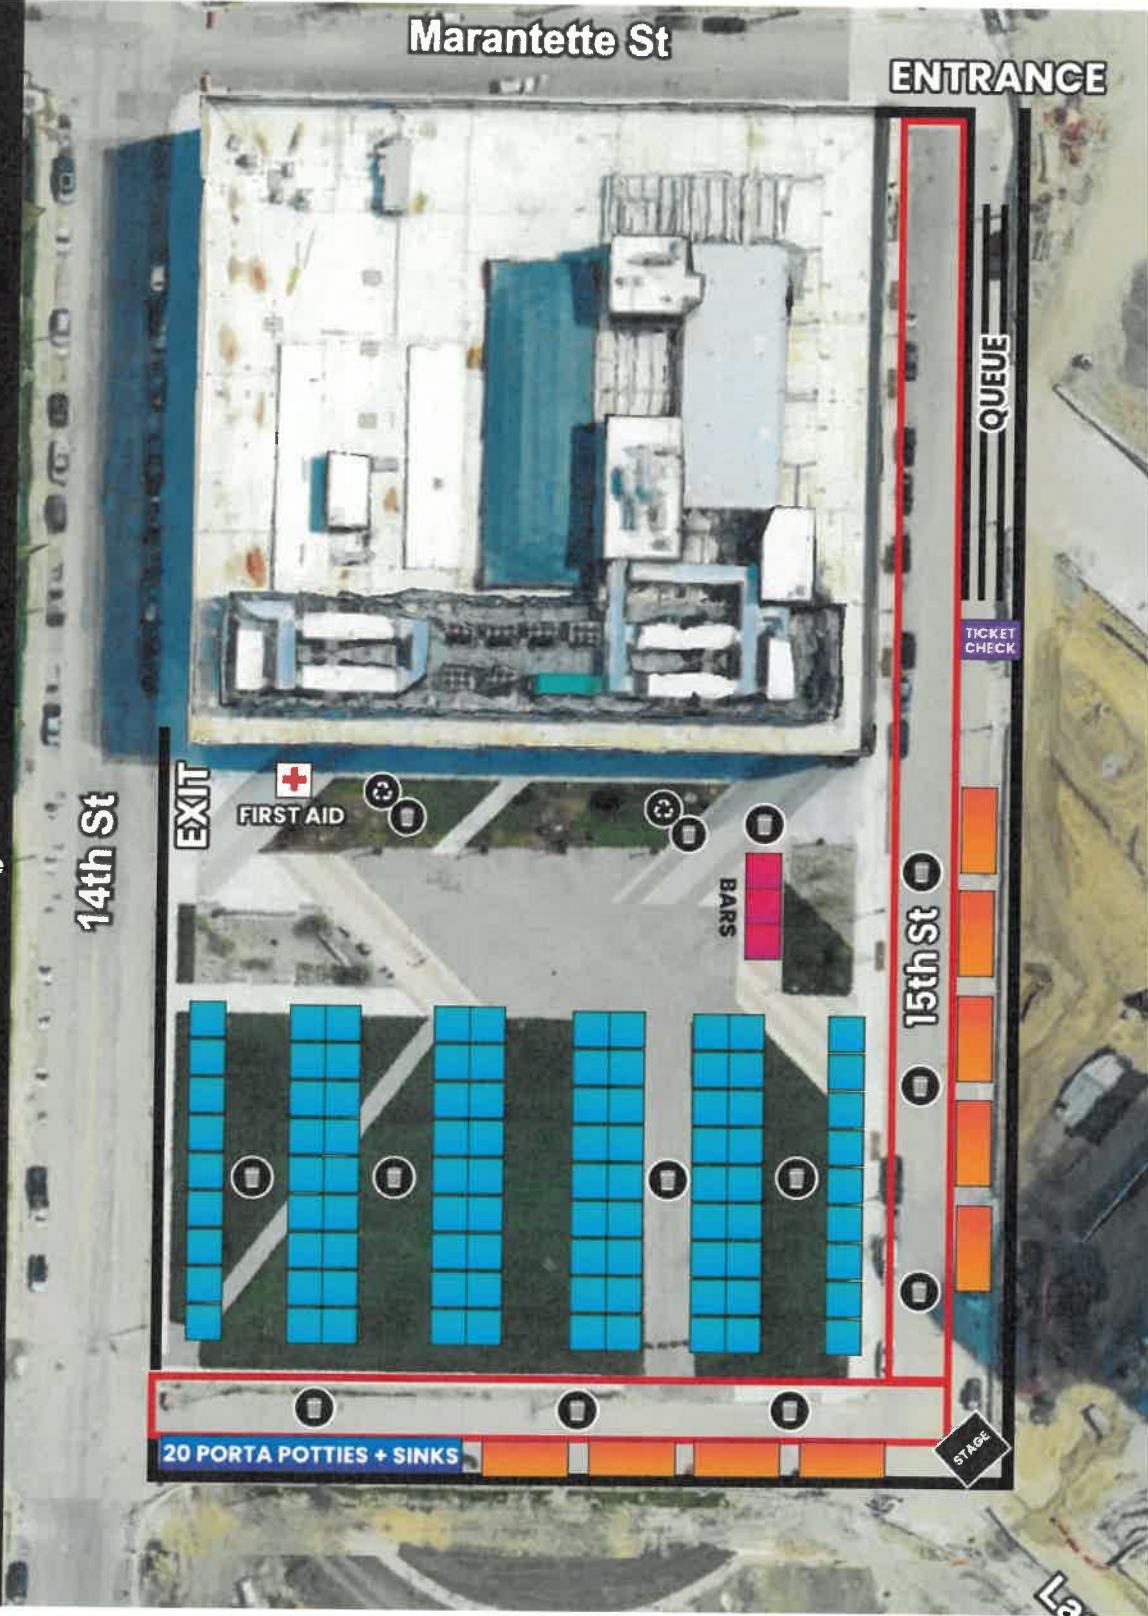 Marantette St
ENTRANCE
QUEUE
TICKET
CHECK
EXIT
FIRST AID
14th St
BARS
15th St
20 PORTA POTTIES + SINKS
STAGE
La